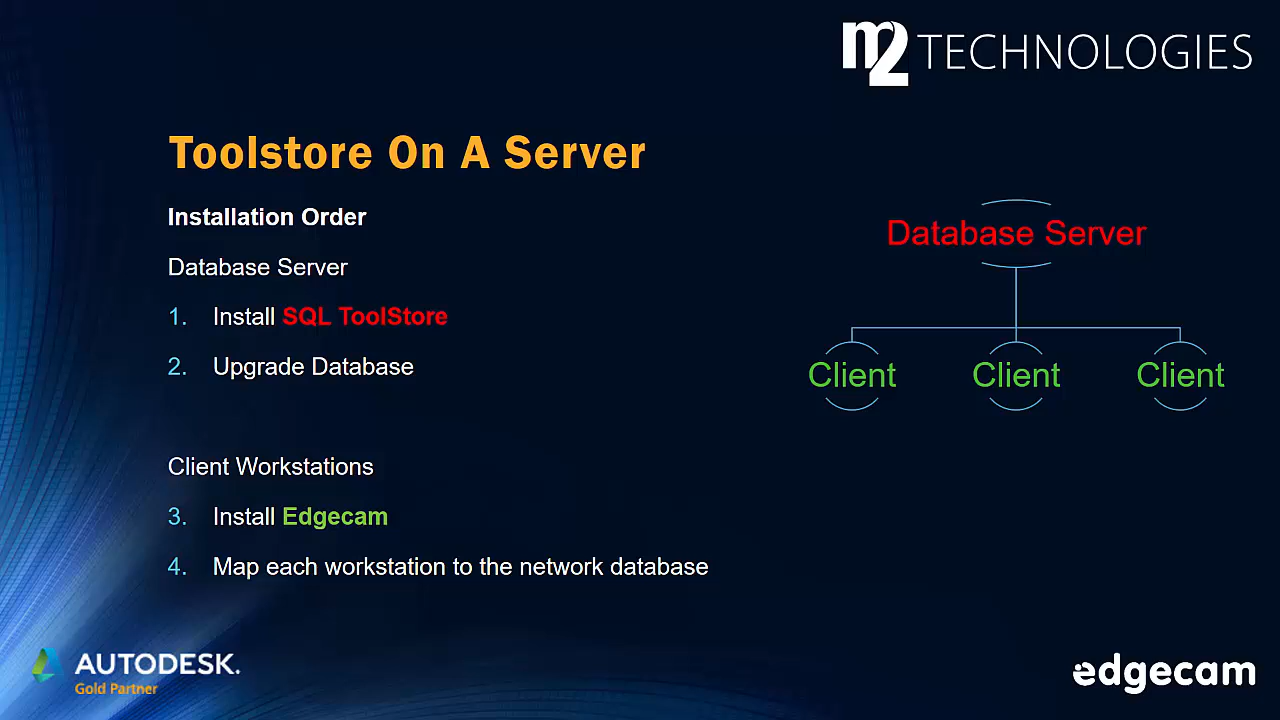 m2 TECHNOLOGIES
Toolstore On A Server
Installation Order
Database Server
1. Install SQL ToolStore
2. Upgrade Database
Client Workstations
3. Install Edgecam
4. Map each workstation to the network database
Database Server
Client Client Client
AUTODESK.
Gold Partner
edgecam